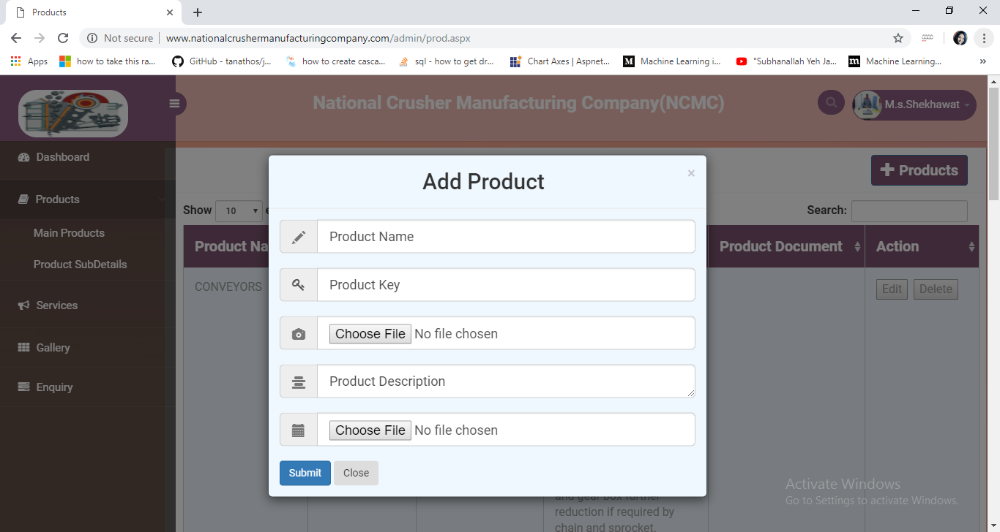 Products
Not secure
www.nationalcrushermanufacturingcompany.com/admin/prod.aspx
Apps
how to take this ra...
GitHub - tanathos/j...
how to create casca...
sql - how to get dr...
Chart Axes | Aspnet...
Machine Learning i...
"Subhanallah Yeh Ja...
Machine Learning...
»
National Crusher Manufacturing Company(NCMC)
M.s.Shekhawat
Dashboard
Products
Main Products
Product SubDetails
Services
Gallery
Enquiry
Products
Show 10
Search:
Product Na
Product Document
Action
CONVEYORS
Edit Delete
Add Product
×
Product Name
Product Key
Choose File No file chosen
Product Description
Choose File No file chosen
Submit Close
and gear box further
reduction if required by
chain and sprocket.
Activate Windows
Go to Settings to activate Windows.